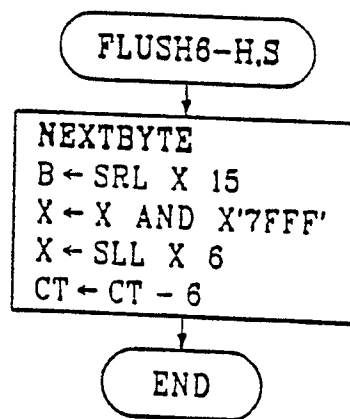 FLUSH6-H,S
NEXTBYTE
B ← SRL X 15
X ← X AND X'7FFF'
X ← SLL X 6
CT ← CT - 6
END